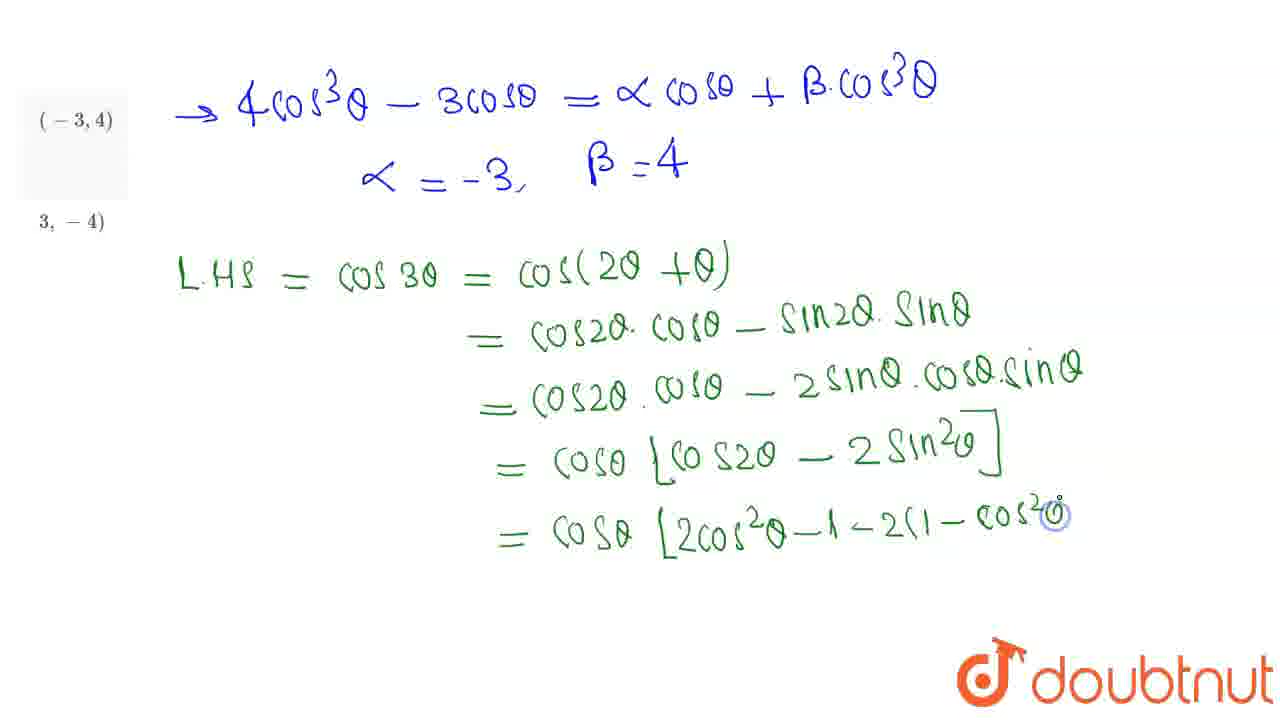 → 4cos³θ − 3cosθ = α cosθ + β.cos³θ
(−3, 4)
α = −3, β = 4
3, −4)
L.HS = cos 3θ = cos(2θ + θ)
= cos2θ. cosθ − sin2θ. sinθ
= cos2θ. cosθ − 2sinθ. cosθ. sinθ
= cosθ [cos2θ − 2sin²θ]
= cosθ [2cos²θ − 1 − 2(1 − cos²θ
doubtnut